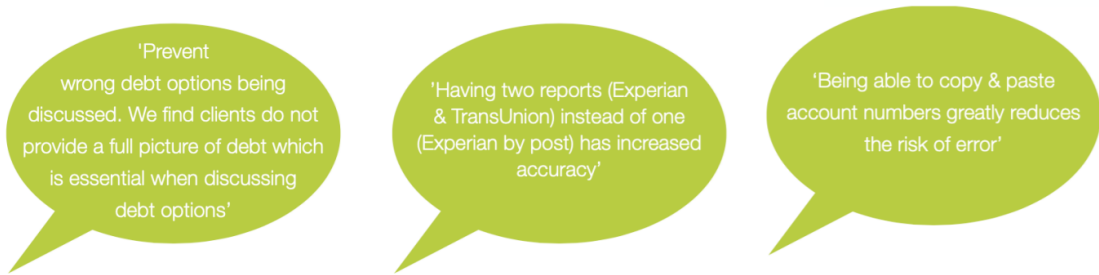 'Prevent
wrong debt options being
discussed. We find clients do not
provide a full picture of debt which
is essential when discussing
debt options’
'Having two reports (Experian
& TransUnion) instead of one
(Experian by post) has increased
accuracy’
‘Being able to copy & paste
account numbers greatly reduces
the risk of error’